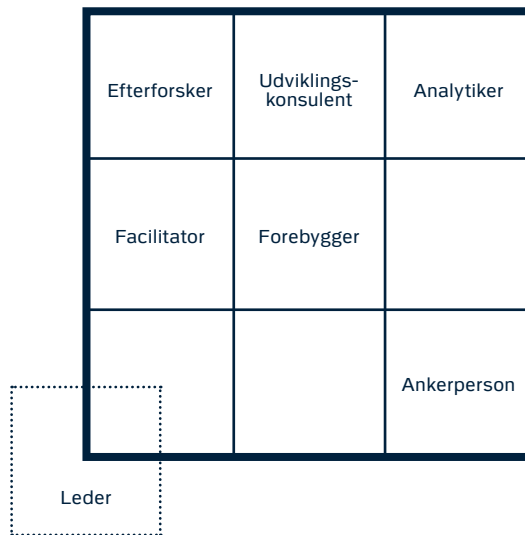 Efterforsker
Udviklings-
konsulent
Analytiker
Facilitator
Forebygger
Ankerperson
Leder